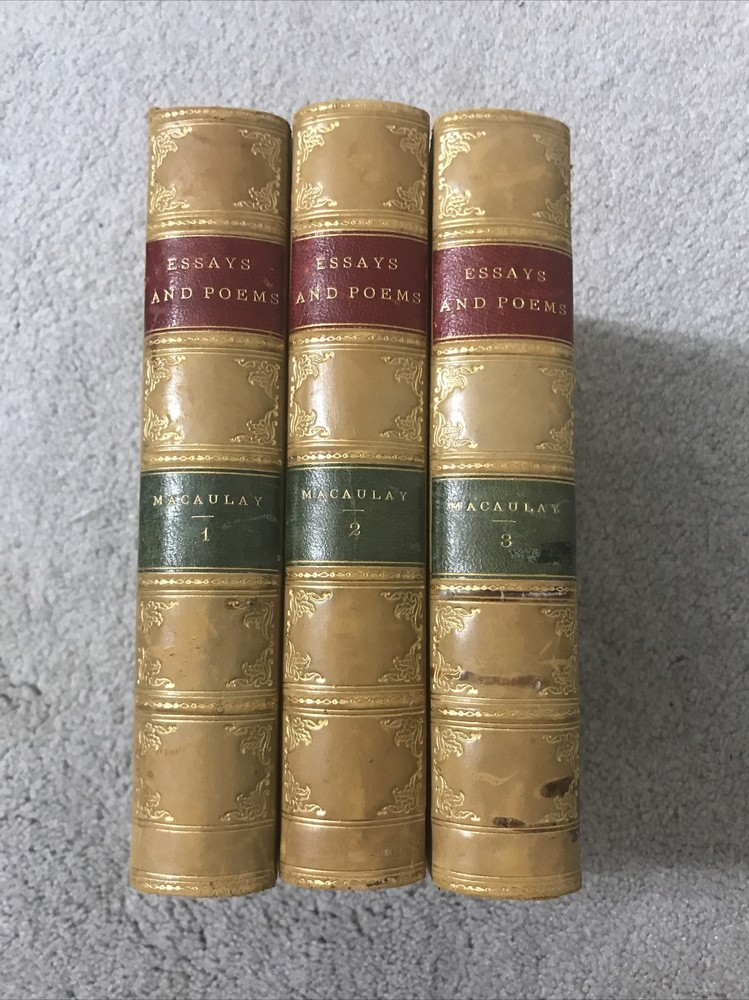 ESSAYS
AND POEMS
MACAULAY
1
ESSAYS
AND POEMS
MACAULAY
2
ESSAYS
AND POEMS
MACAULAY
3